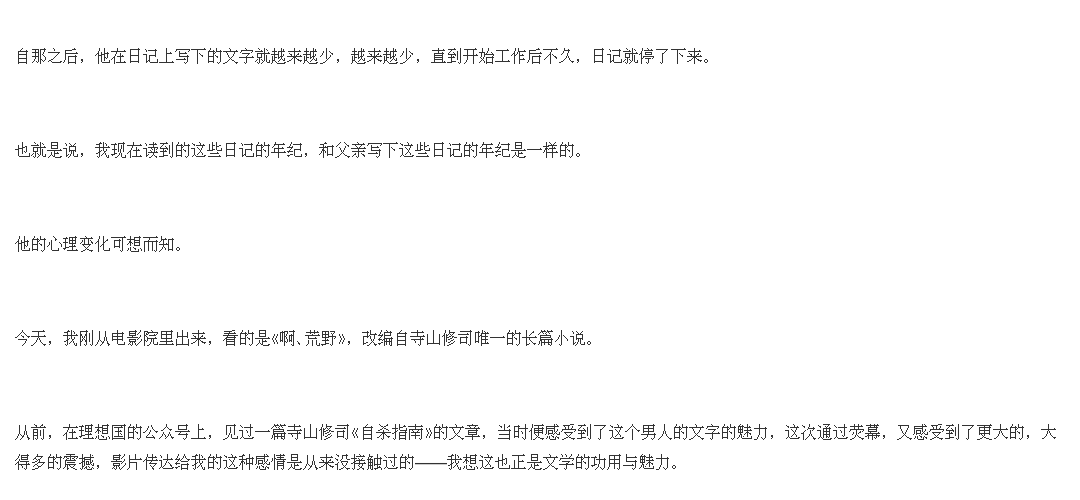 自那之后，他在日记上写下的文字就越来越少，越来越少，直到开始工作后不久，日记就停了下来。
也就是说，我现在读到的这些日记的年纪，和父亲写下这些日记的年纪是一样的。
他的心理变化可想而知。
今天，我刚从电影院里出来，看的是《啊、荒野》，改编自寺山修司唯一的长篇小说。
从前，在理想国的公众号上，见过一篇寺山修司《自杀指南》的文章，当时便感受到了这个男人的文字的魅力，这次通过荧幕，又感受到了更大的，大
得多的震撼，影片传达给我的这种感情是从来没接触过的——我想这也正是文学的功用与魅力。